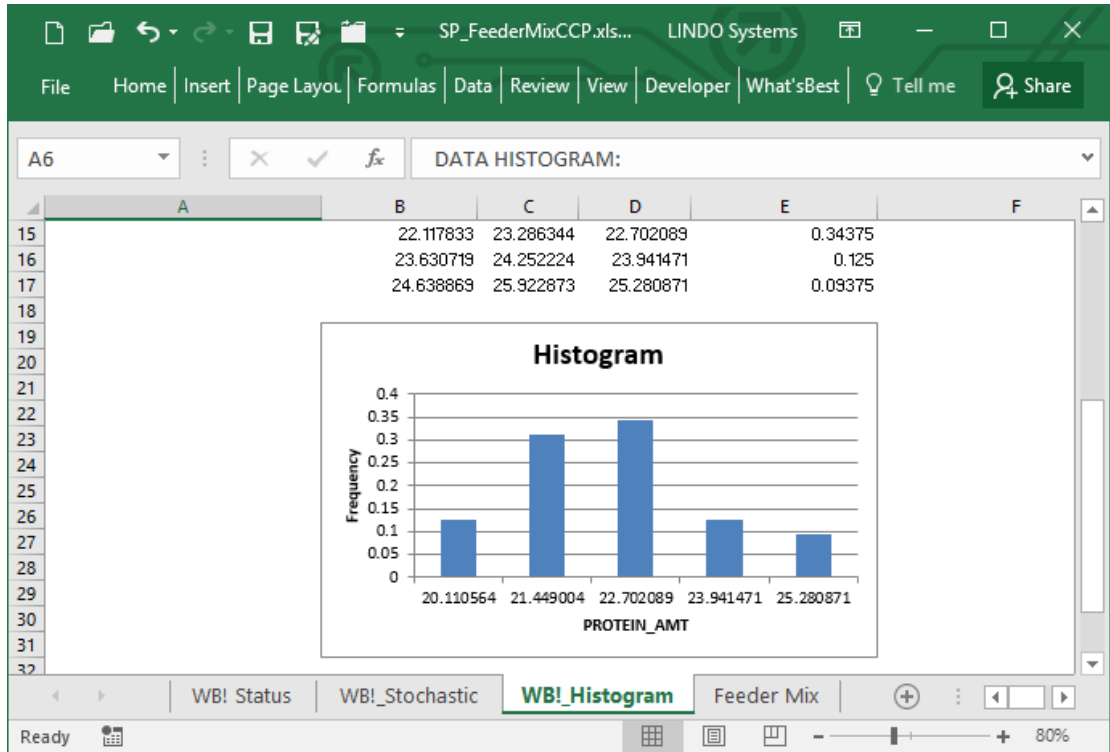 SP_FeederMixCCP.xls... LINDO Systems
File Home Insert Page Layou Formulas Data Review View Developer What'sBest Tell me Share
A6 fx DATA HISTOGRAM:
A B C D E F
15 22.117833 23.286344 22.702089 0.34375
16 23.630719 24.252224 23.941471 0.125
17 24.638869 25.922873 25.280871 0.09375
18
19
20
21
22
23
24
25
26
27
28
29
30
31
32
Histogram
0.4
0.35
0.3
0.25
0.2
0.15
0.1
0.05
0
Frequency
20.110564 21.449004 22.702089 23.941471 25.280871
PROTEIN_AMT
WB! Status WB!_Stochastic WB!_Histogram Feeder Mix
Ready 80%